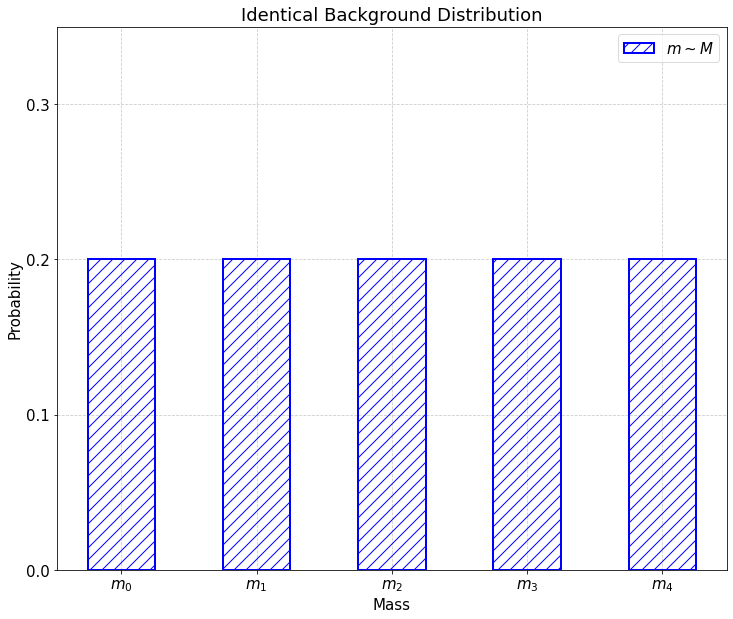 Identical Background Distribution
m ~ M
Probability
0.3
0.2
0.1
0.0
m₀ m₁ m₂ m₃ m₄
Mass